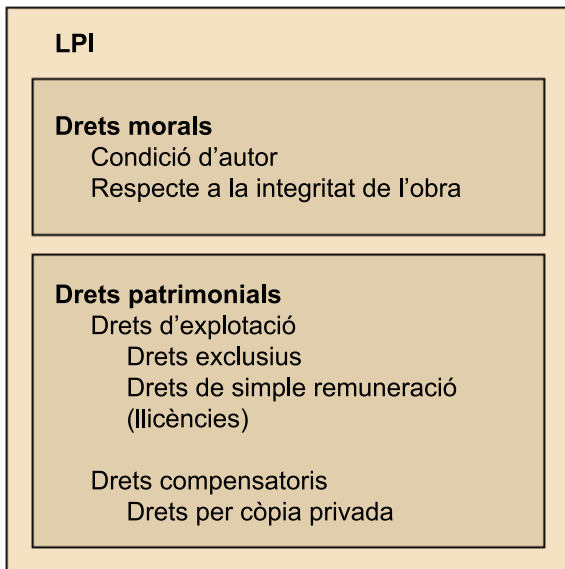 LPI
Drets morals
Condició d'autor
Respecte a la integritat de l'obra
Drets patrimonials
Drets d'explotació
Drets exclusius
Drets de simple remuneració
(llicències)
Drets compensatoris
Drets per còpia privada